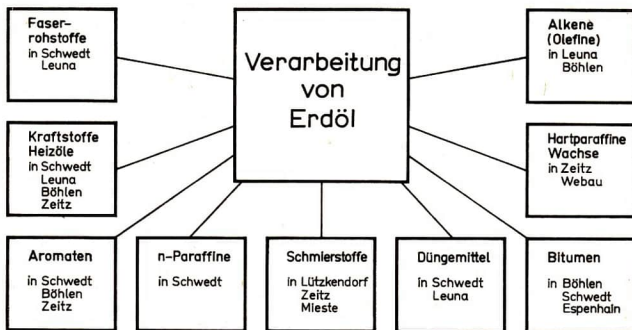 Faser-
rohstoffe
in Schwedt
Leuna
Verarbeitung
von
Erdöl
Alkene
(Olefine)
in Leuna
Böhlen
Kraftstoffe
Heizöle
in Schwedt
Leuna
Böhlen
Zeitz
Hartparaffine
Wachse
in Zeitz
Webau
Aromaten
in Schwedt
Böhlen
Zeitz
n-Paraffine
in Schwedt
Schmierstoffe
in Lützkendorf
Zeitz
Mieste
Düngemittel
in Schwedt
Leuna
Bitumen
in Böhlen
Schwedt
Espenhain